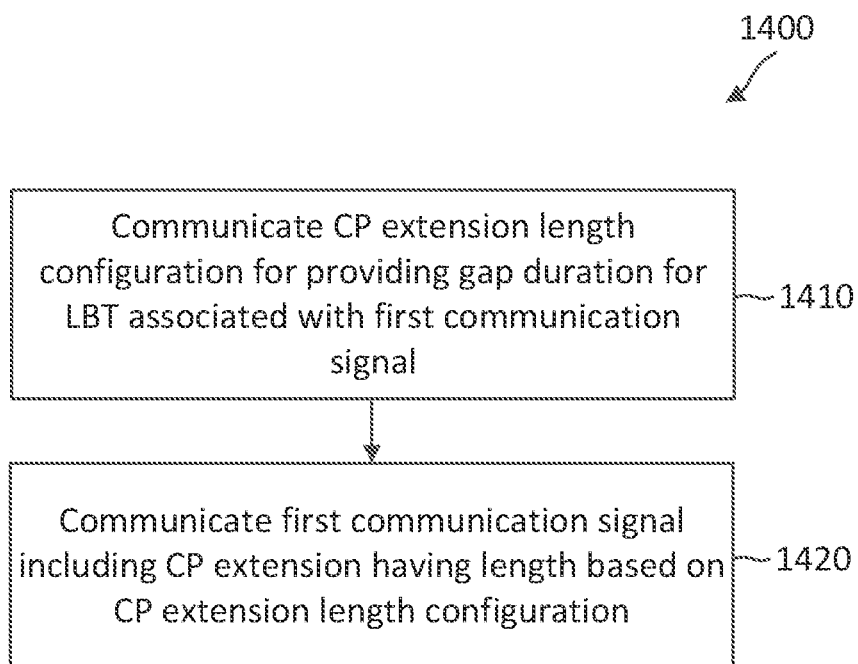 1400
Communicate CP extension length
configuration for providing gap duration for
LBT associated with first communication
signal
1410
Communicate first communication signal
including CP extension having length based on
CP extension length configuration
1420